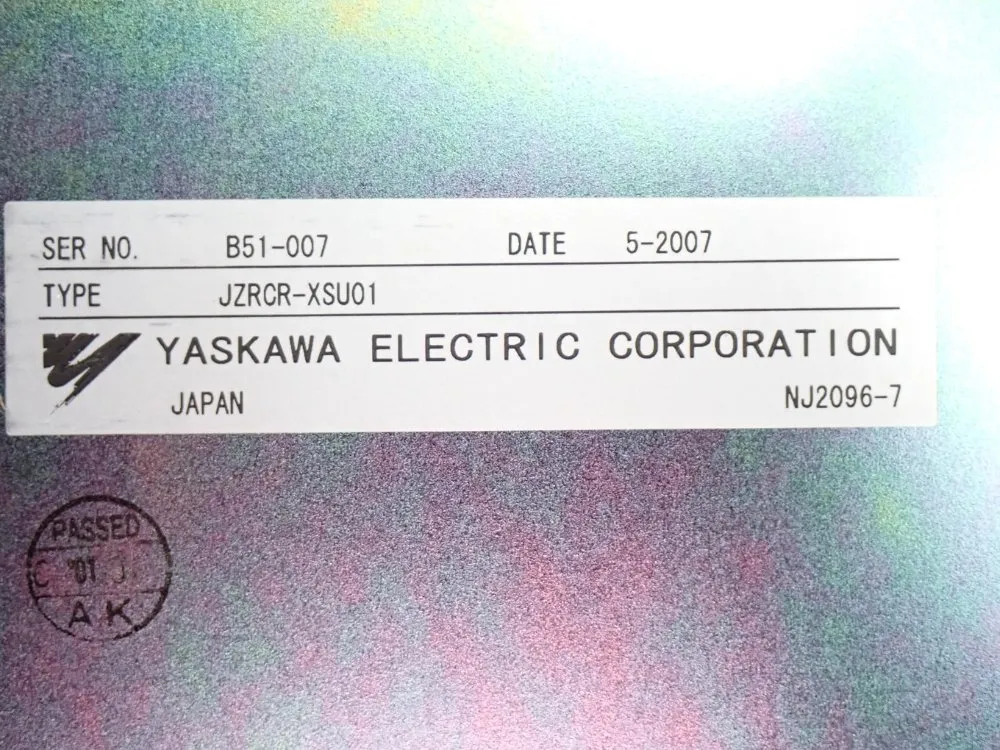 SER NO. B51-007 DATE 5-2007
TYPE JZRCR-XSU01
YASKAWA ELECTRIC CORPORATION
JAPAN NJ2096-7
PASSED
'01
AK